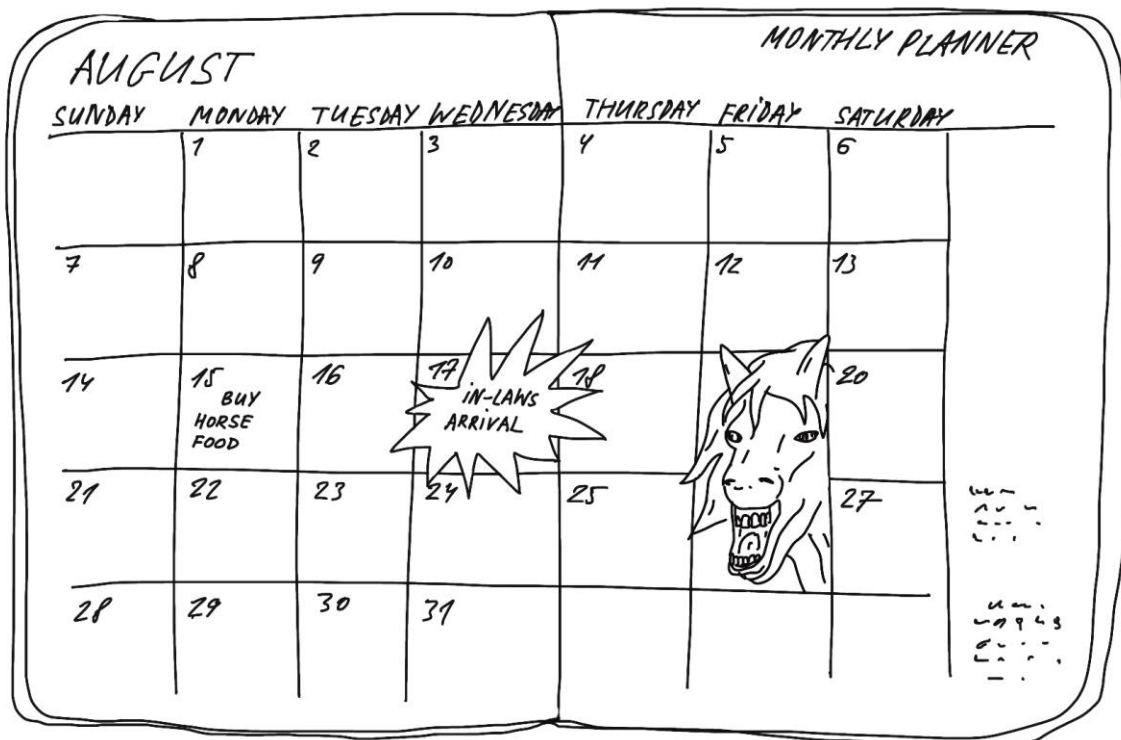 MONTHLY PLANNER
AUGUST
SUNDAY MONDAY TUESDAY WEDNESDAY THURSDAY FRIDAY SATURDAY
1 2 3 4 5 6
7 8 9 10 11 12 13
14 15 16 17 18 20
BUY
HORSE
FOOD
IN-LAWS
ARRIVAL
21 22 23 24 25 27
28 29 30 31